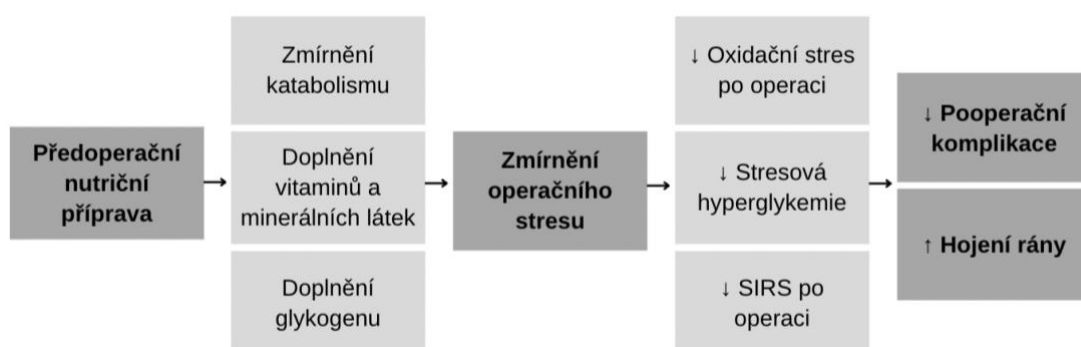 Předoperační
nutriční
příprava
Zmírnění
katabolismu
Doplnění
vitaminů a
minerálních látek
Doplnění
glykogenu
Zmírnění
operačního
stresu
↓ Oxidační stres
po operaci
↓ Stresová
hyperglykemie
↓ SIRS po
operaci
↓ Pooperační
komplikace
↑ Hojení rány